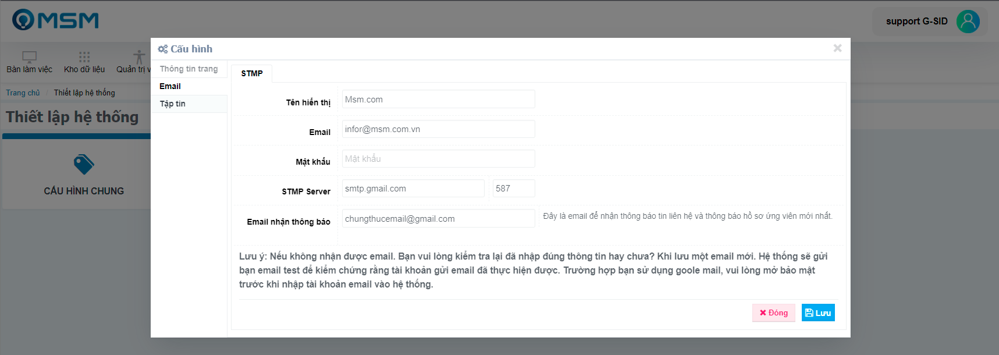 MSM
support G-SID
Bàn làm việc
Kho dữ liệu
Quản trị v
Trang chủ / Thiết lập hệ thống
Thiết lập hệ thống
CẤU HÌNH CHUNG
Cấu hình
Thông tin trang
Email
Tập tin
STMP
Tên hiển thị
Msm.com
Email
infor@msm.com.vn
Mật khẩu
Mật khẩu
STMP Server
smtp.gmail.com
587
Email nhận thông báo
chungthucemail@gmail.com
Đây là email để nhận thông báo tin liên hệ và thông báo hồ sơ ứng viên mới nhất.
Lưu ý: Nếu không nhận được email. Bạn vui lòng kiểm tra lại đã nhập đúng thông tin hay chưa? Khi lưu một email mới. Hệ thống sẽ gửi
bạn email test để kiểm chứng rằng tài khoản gửi email đã thực hiện được. Trường hợp bạn sử dụng goole mail, vui lòng mở bảo mật
trước khi nhập tài khoản email vào hệ thống.
Đóng
Lưu